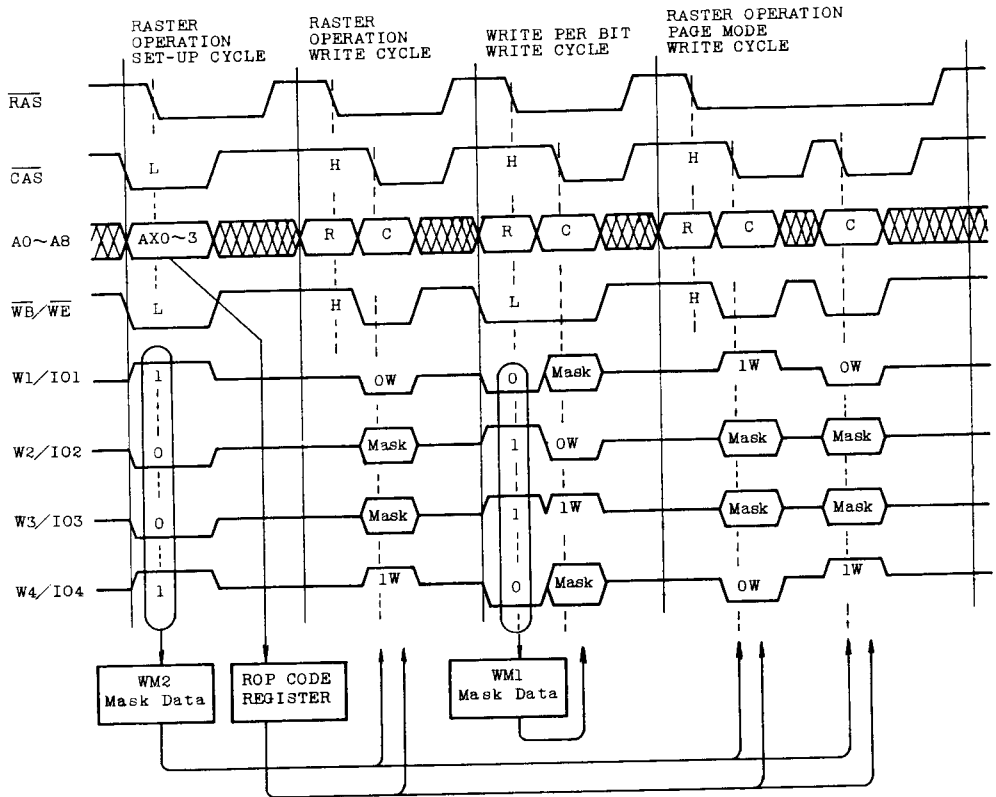 RASTER
OPERATION
SET-UP CYCLE
RASTER
OPERATION
WRITE CYCLE
WRITE PER BIT
WRITE CYCLE
RASTER OPERATION
PAGE MODE
WRITE CYCLE
RAS
CAS
L
H
H
H
A0~A8
AX0~3
R
C
R
C
R
C
C
WB/WE
L
H
L
H
W1/IO1
1
0W
0
Mask
1W
0W
W2/IO2
0
Mask
1
0W
Mask
Mask
W3/IO3
0
Mask
1
1W
Mask
Mask
W4/IO4
1
1W
0
Mask
0W
1W
WM2
Mask Data
ROP CODE
REGISTER
WM1
Mask Data